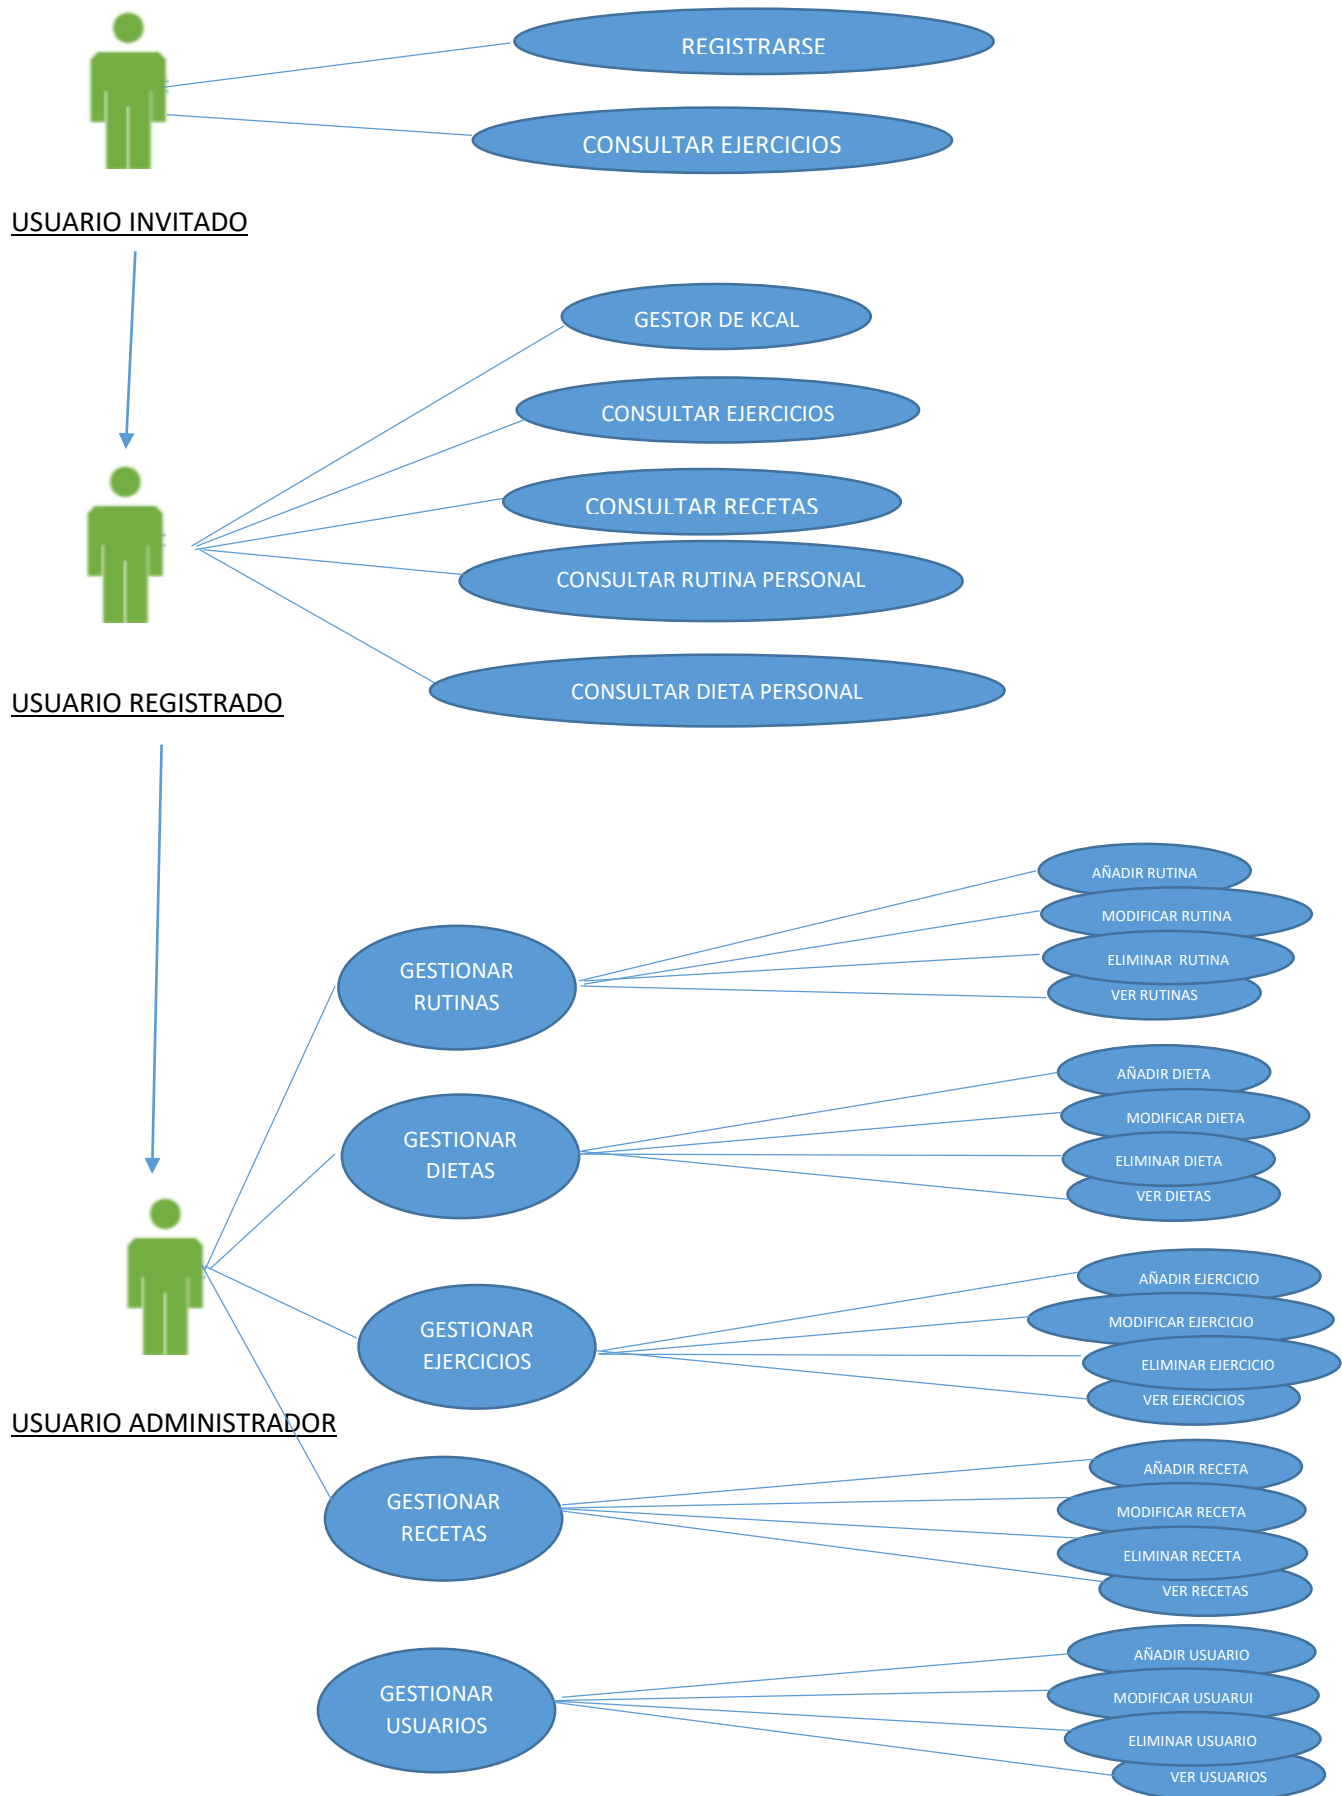 REGISTRARSE
CONSULTAR EJERCICIOS
USUARIO INVITADO
GESTOR DE KCAL
CONSULTAR EJERCICIOS
CONSULTAR RECETAS
CONSULTAR RUTINA PERSONAL
CONSULTAR DIETA PERSONAL
USUARIO REGISTRADO
AÑADIR RUTINA
MODIFICAR RUTINA
ELIMINAR RUTINA
VER RUTINAS
GESTIONAR
RUTINAS
AÑADIR DIETA
MODIFICAR DIETA
ELIMINAR DIETA
VER DIETAS
GESTIONAR
DIETAS
AÑADIR EJERCICIO
MODIFICAR EJERCICIO
ELIMINAR EJERCICIO
VER EJERCICIOS
GESTIONAR
EJERCICIOS
USUARIO ADMINISTRADOR
AÑADIR RECETA
MODIFICAR RECETA
ELIMINAR RECETA
VER RECETAS
GESTIONAR
RECETAS
AÑADIR USUARIO
MODIFICAR USUARUI
ELIMINAR USUARIO
VER USUARIOS
GESTIONAR
USUARIOS